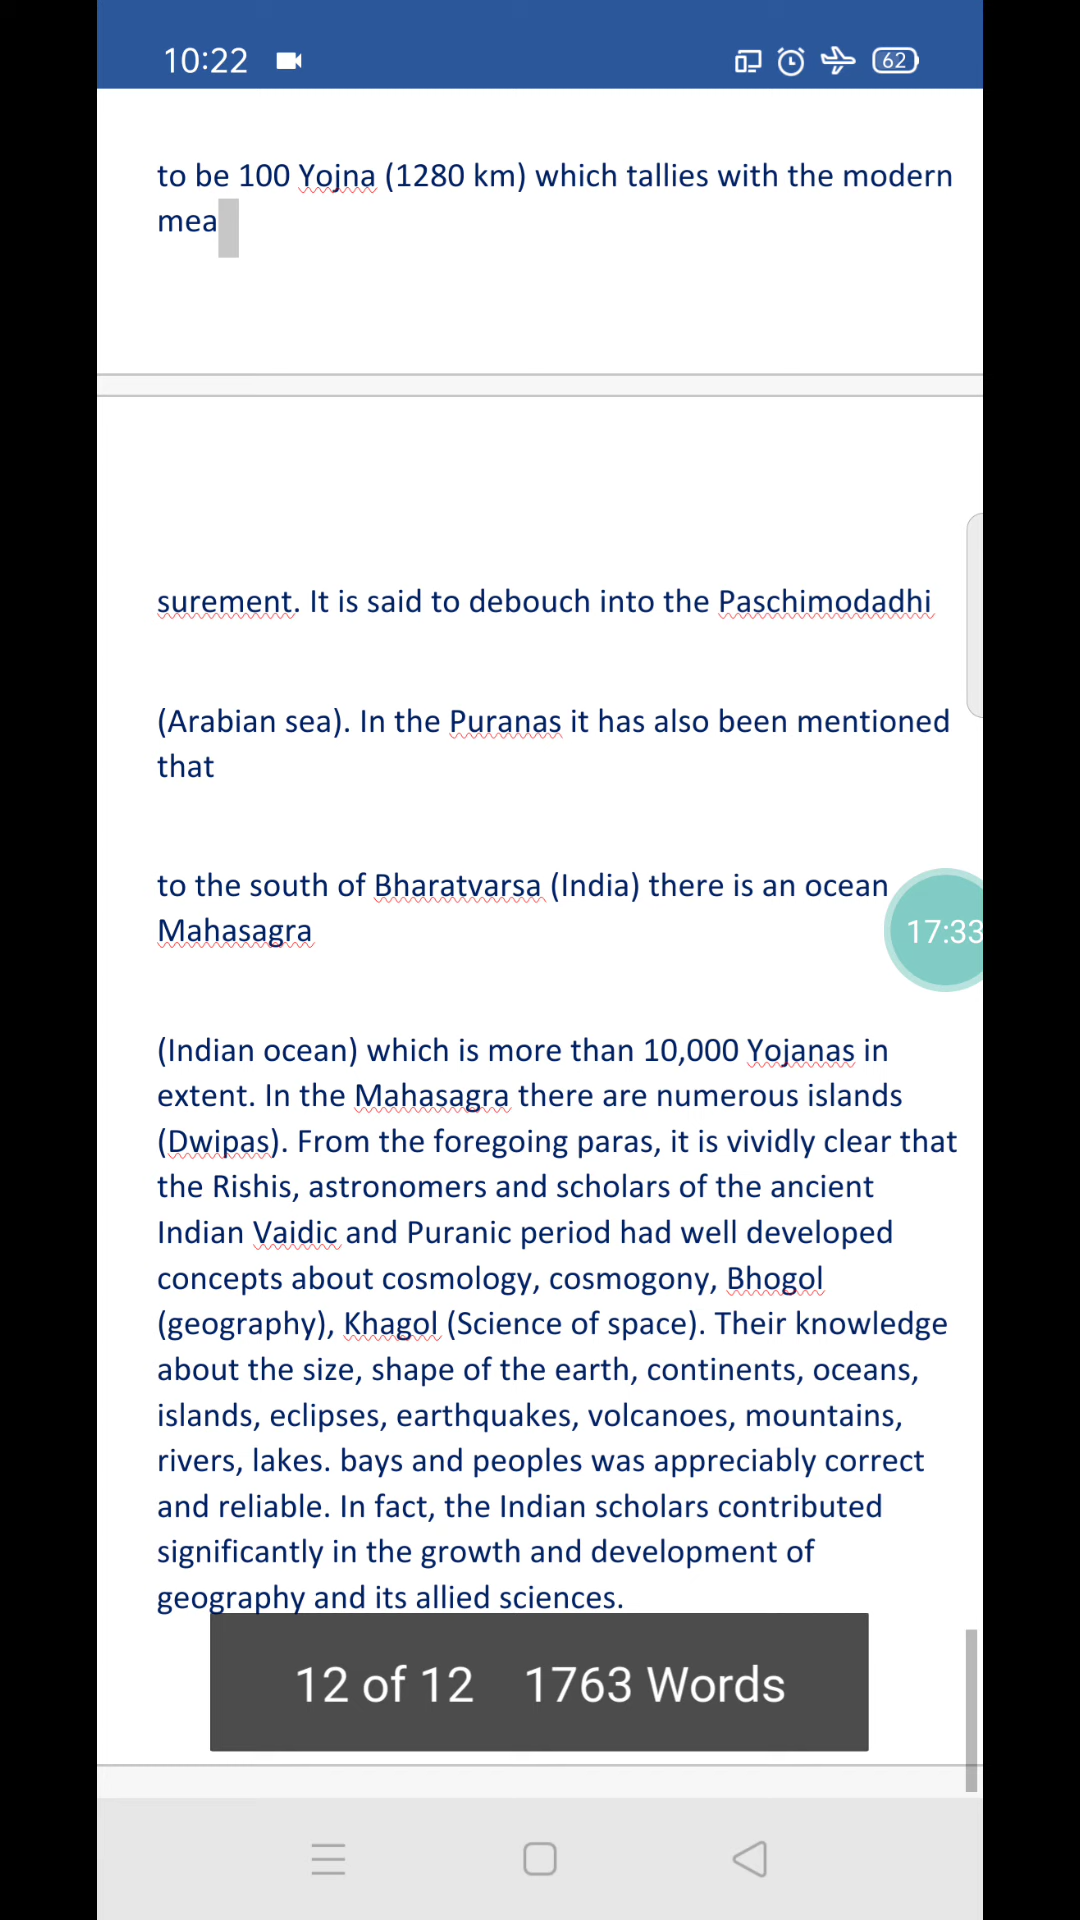 10:22
62
to be 100 Yojna (1280 km) which tallies with the modern
mea
surement. It is said to debouch into the Paschimodadhi
(Arabian sea). In the Puranas it has also been mentioned
that
to the south of Bharatvarsa (India) there is an ocean
Mahasagra
17:33
(Indian ocean) which is more than 10,000 Yojanas in
extent. In the Mahasagra there are numerous islands
(Dwipas). From the foregoing paras, it is vividly clear that
the Rishis, astronomers and scholars of the ancient
Indian Vaidic and Puranic period had well developed
concepts about cosmology, cosmogony, Bhogol
(geography), Khagol (Science of space). Their knowledge
about the size, shape of the earth, continents, oceans,
islands, eclipses, earthquakes, volcanoes, mountains,
rivers, lakes. bays and peoples was appreciably correct
and reliable. In fact, the Indian scholars contributed
significantly in the growth and development of
geography and its allied sciences.
12 of 12 1763 Words